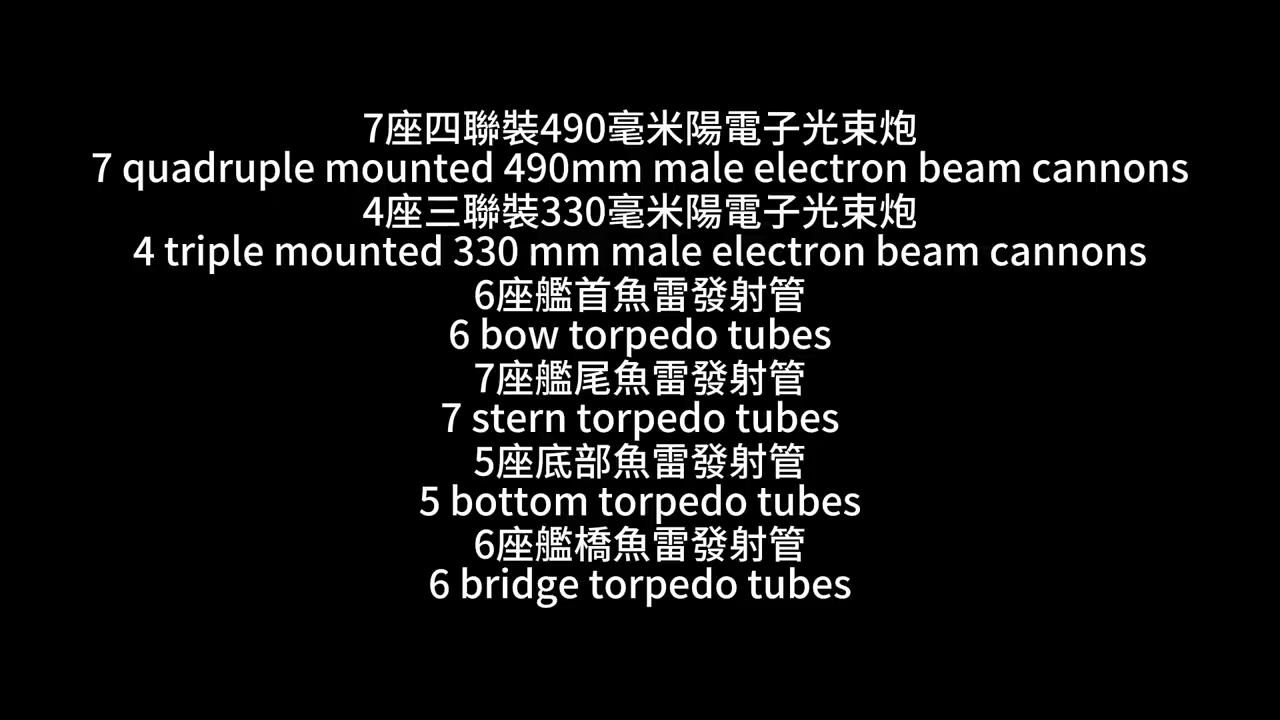 7座四聯裝490毫米陽電子光束炮
7 quadruple mounted 490mm male electron beam cannons
4座三聯裝330毫米陽電子光束炮
4 triple mounted 330 mm male electron beam cannons
6座艦首魚雷發射管
6 bow torpedo tubes
7座艦尾魚雷發射管
7 stern torpedo tubes
5座底部魚雷發射管
5 bottom torpedo tubes
6座艦橋魚雷發射管
6 bridge torpedo tubes